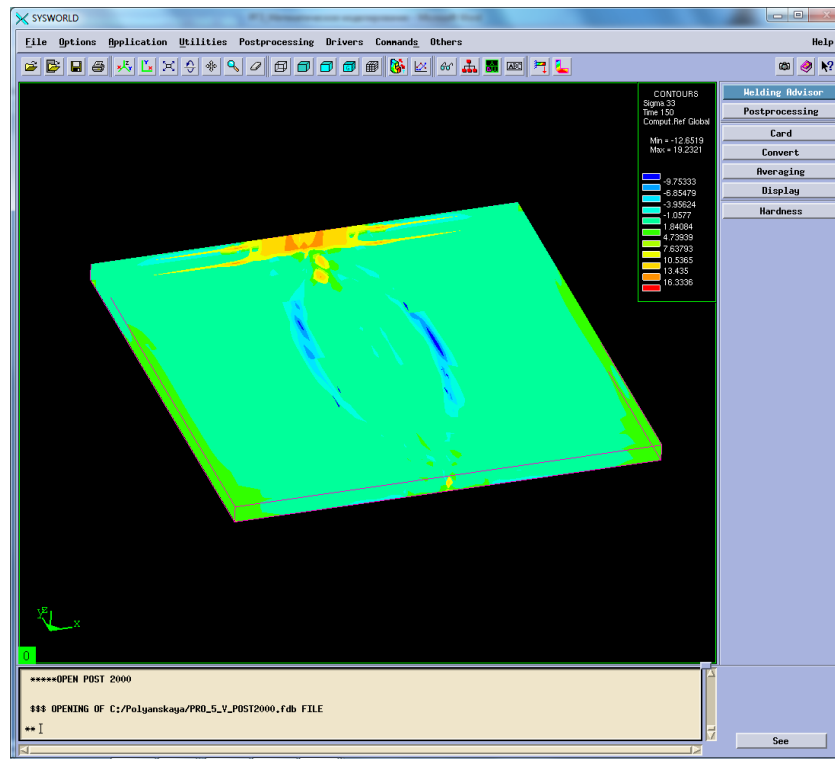 SYSWORLD
File Options Application Utilities Postprocessing Drivers Commands Others Help
CONTOURS
Sigma 33
Time 150
Comput.Ref Global
Min = -12.6519
Max = 19.2321
-9.75333
-6.85479
-3.95624
-1.0577
1.84084
4.73939
7.63793
10.5365
13.435
16.3336
Welding Advisor
Postprocessing
Card
Convert
Averaging
Display
Hardness
X
0
*****OPEN POST 2000
$$$ OPENING OF C:/Polyanskaya/PRO_5_V_POST2000.fdb FILE
**
See